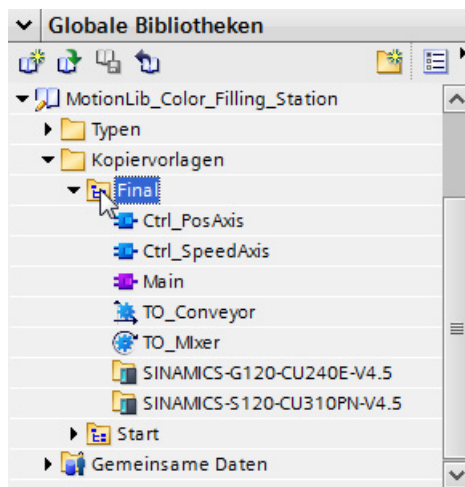 Globale Bibliotheken
MotionLib_Color_Filling_Station
Typen
Kopiervorlagen
Final
Ctrl_PosAxis
Ctrl_SpeedAxis
Main
TO_Conveyor
TO_MIxer
SINAMICS-G120-CU240E-V4.5
SINAMICS-S120-CU310PN-V4.5
Start
Gemeinsame Daten